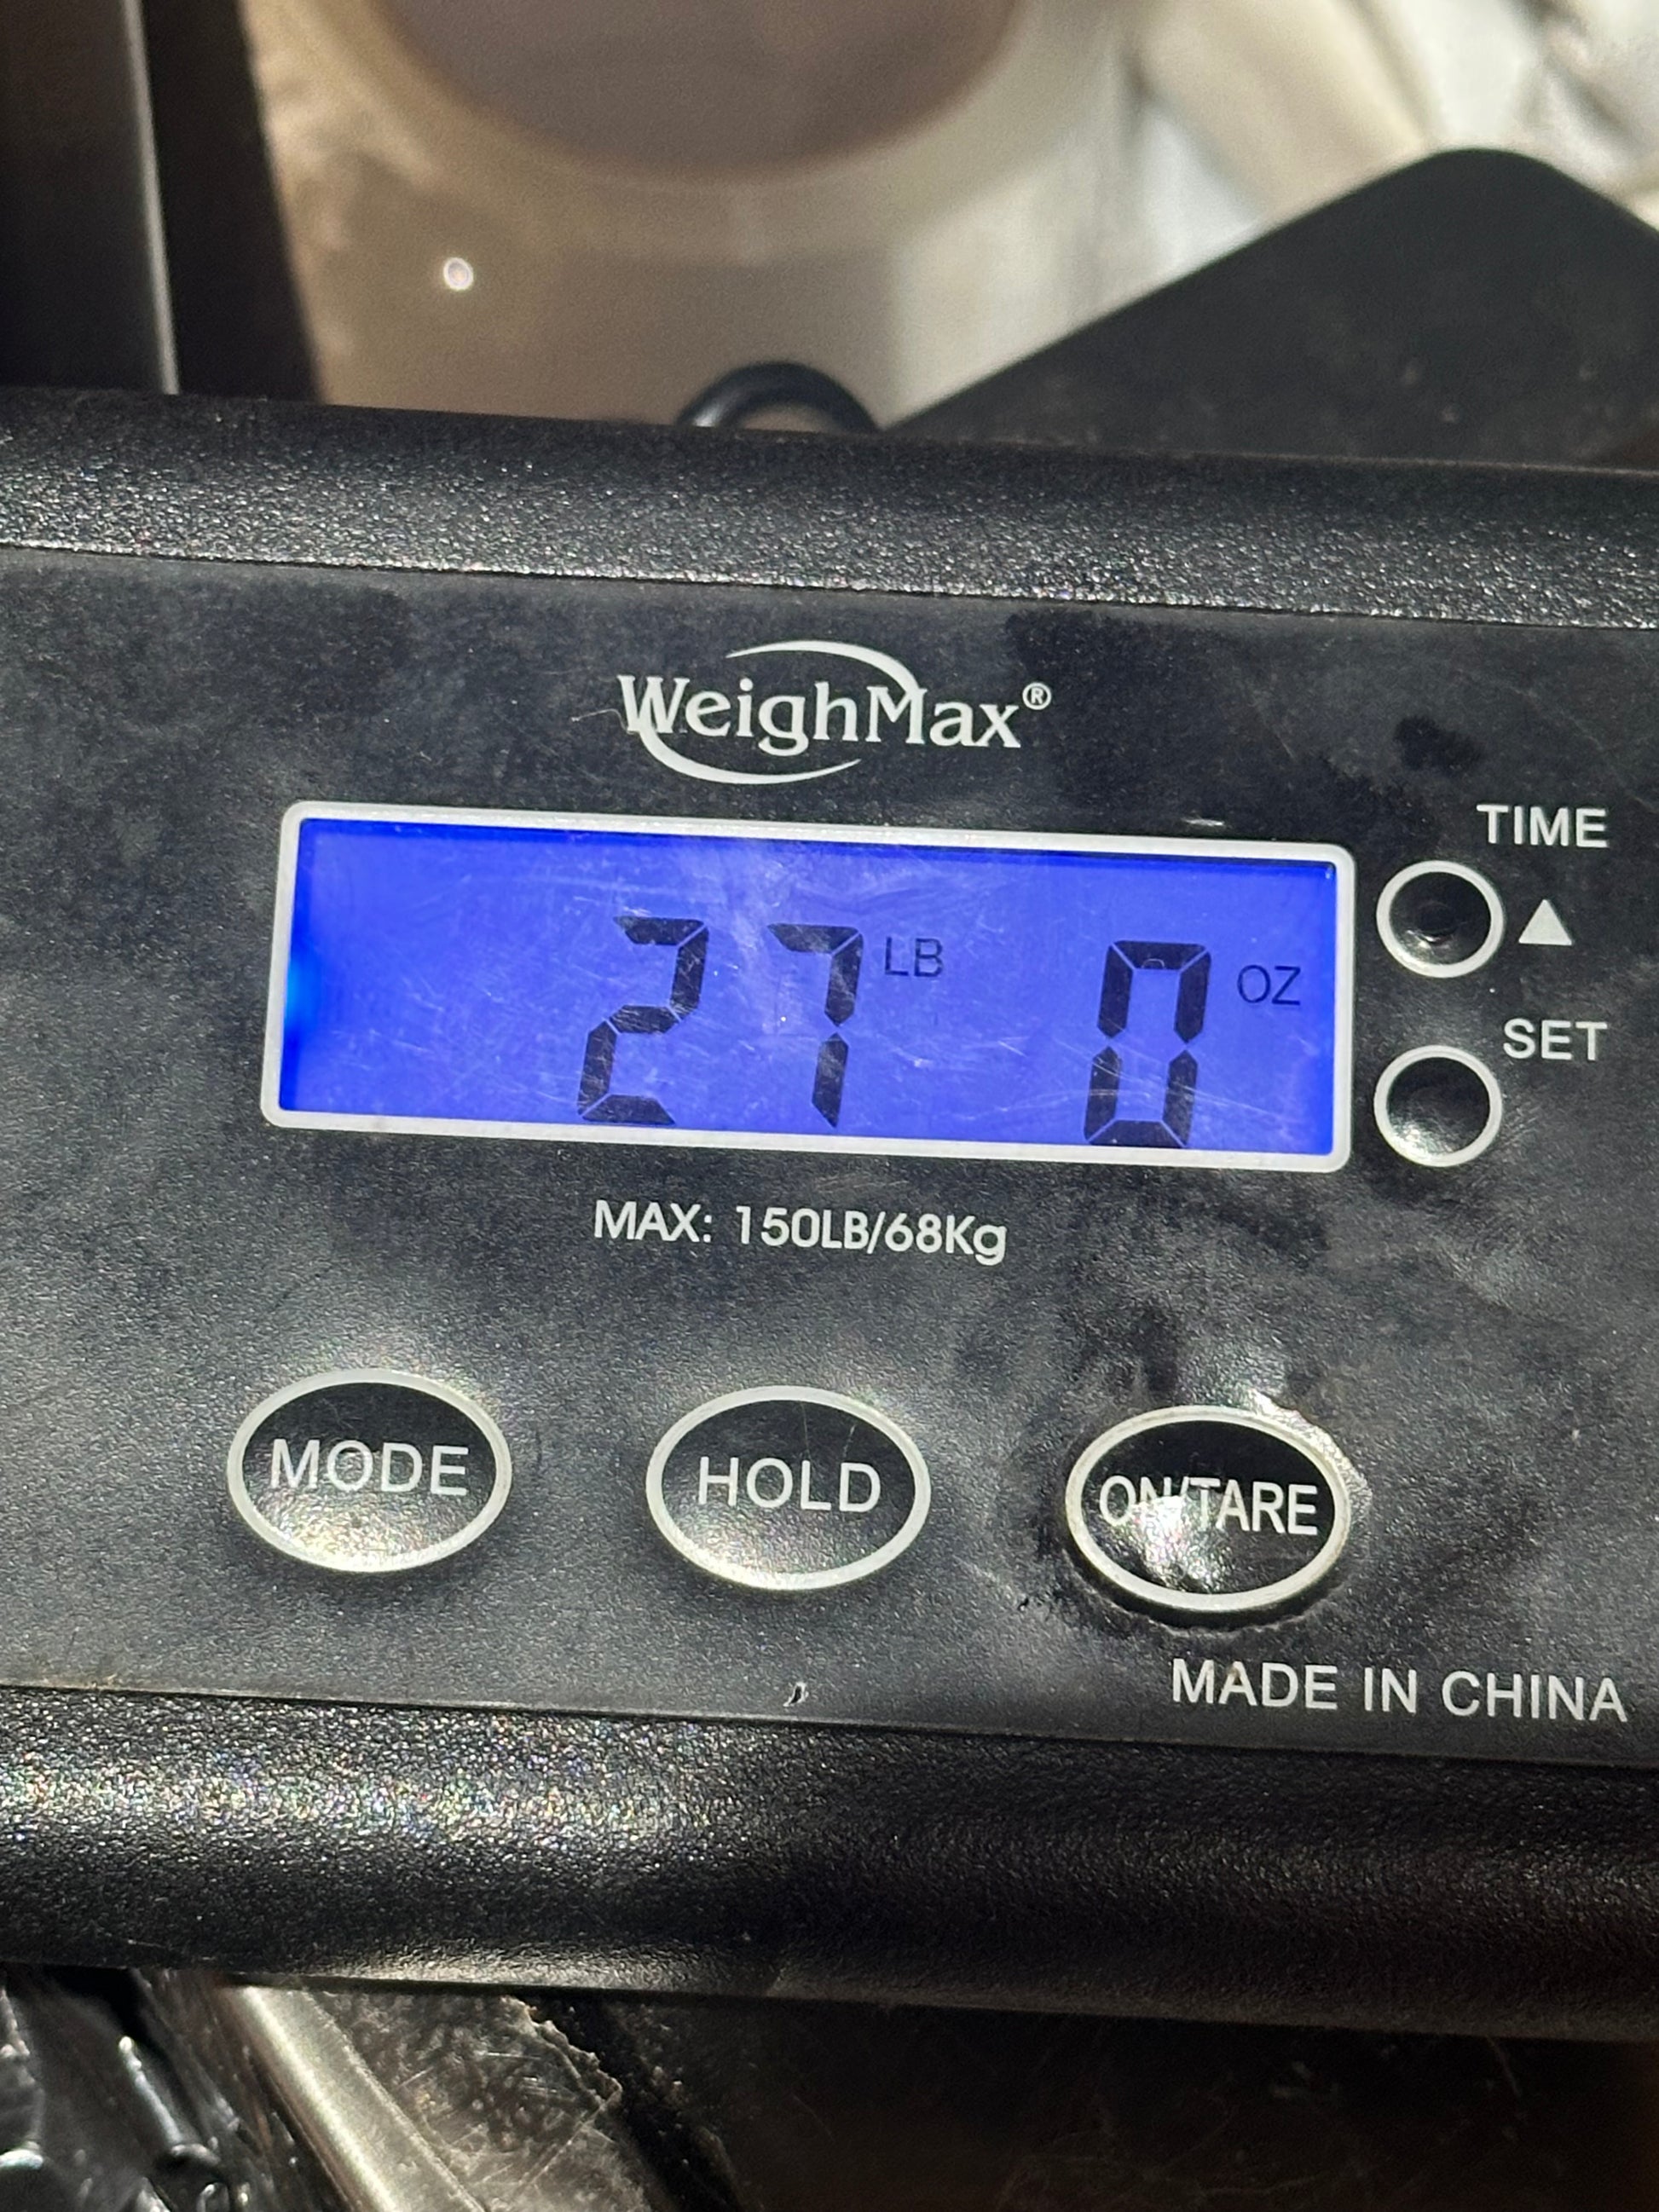 WeighMax®
TIME
27 LB 0 OZ
SET
MAX: 150LB/68Kg
MODE HOLD ON/TARE
MADE IN CHINA